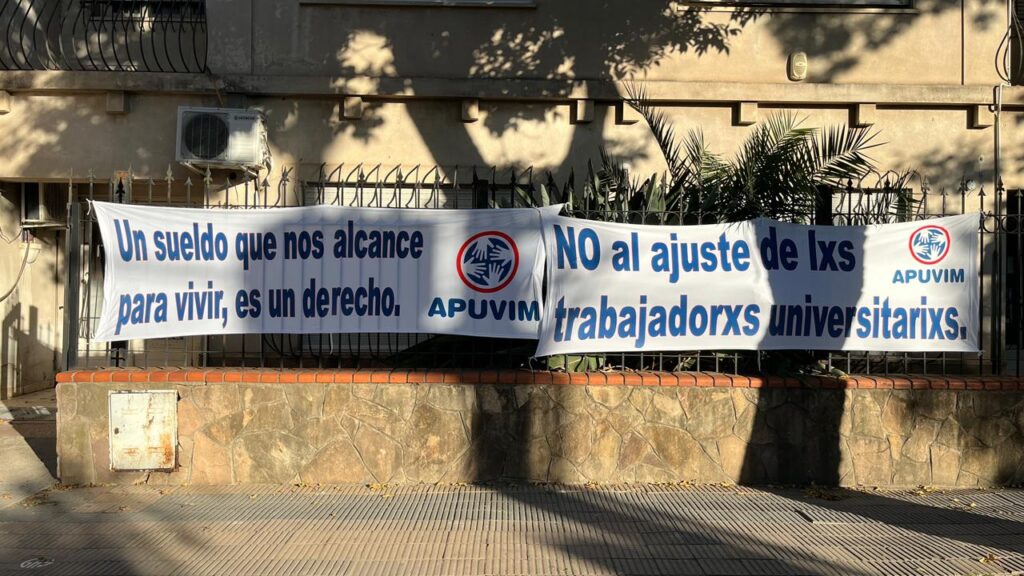 Un sueldo que nos alcance
para vivir, es un derecho.
APUVIM
NO al ajuste de lxs
trabajadorxs universitarixs.
APUVIM